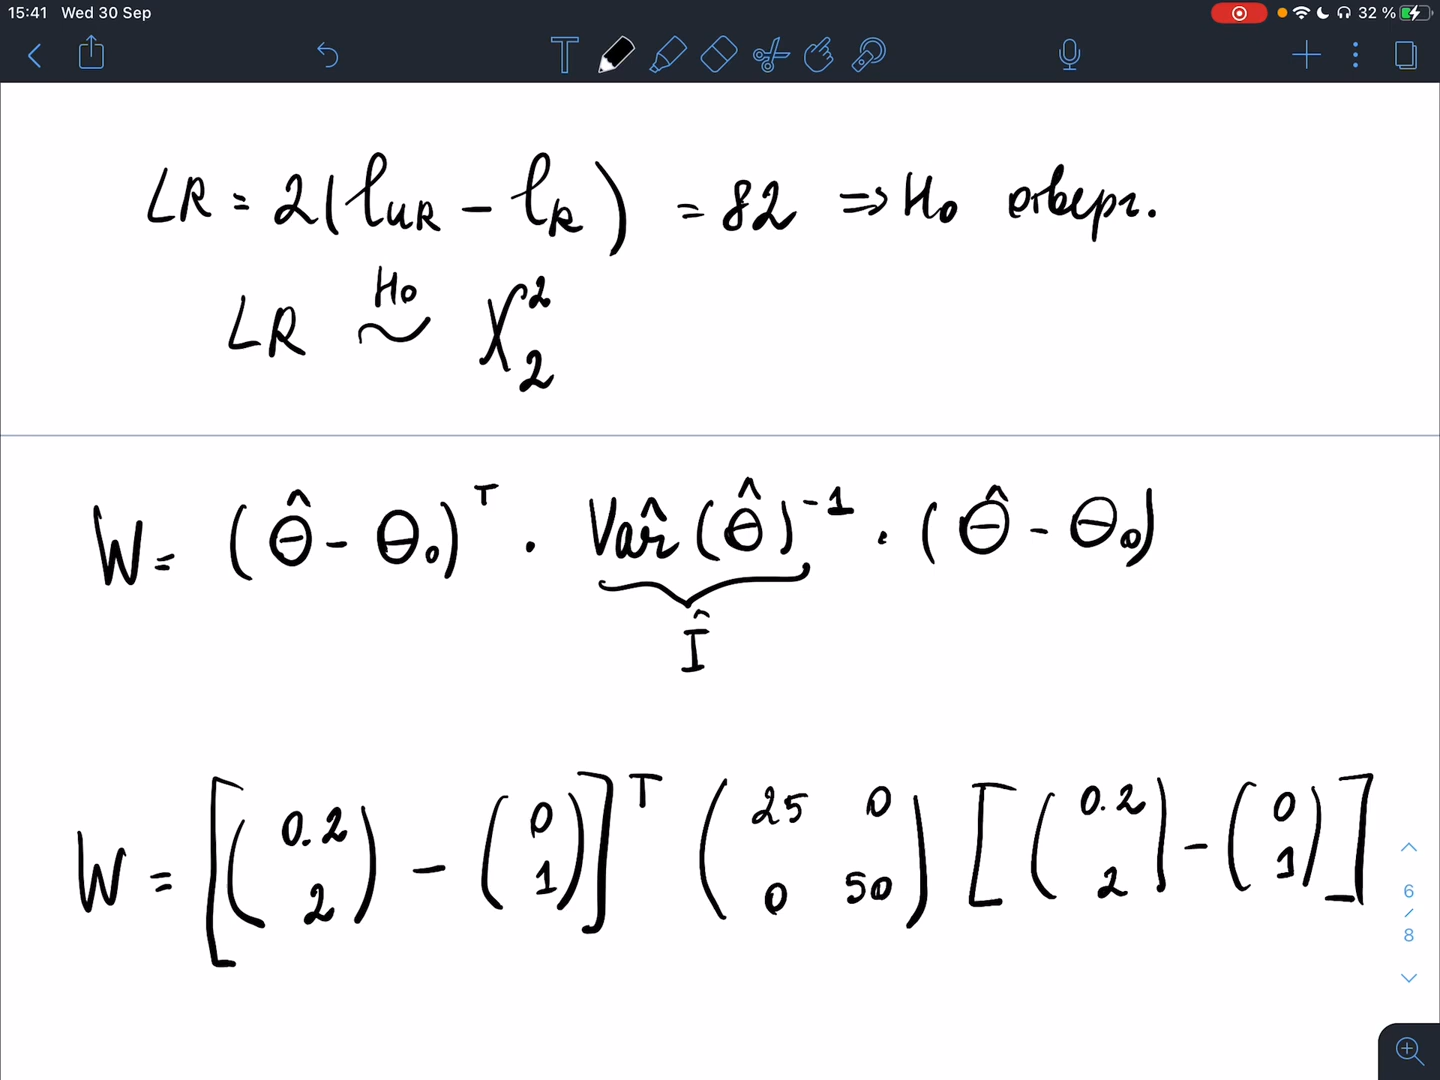 15:41 Wed 30 Sep 32 %
T
LR = 2(ℓ_UR − ℓ_R) = 82 ⇒ H₀ отверг.
LR ~^{H₀} χ²₂
W = (θ̂ − θ₀)ᵀ · Vâr(θ̂)⁻¹ · (θ̂ − θ₀)
Î
W = [(0.2 2) − (0 1)]ᵀ (25 0 0 50) [(0.2 2) − (0 1)]
6
/
8